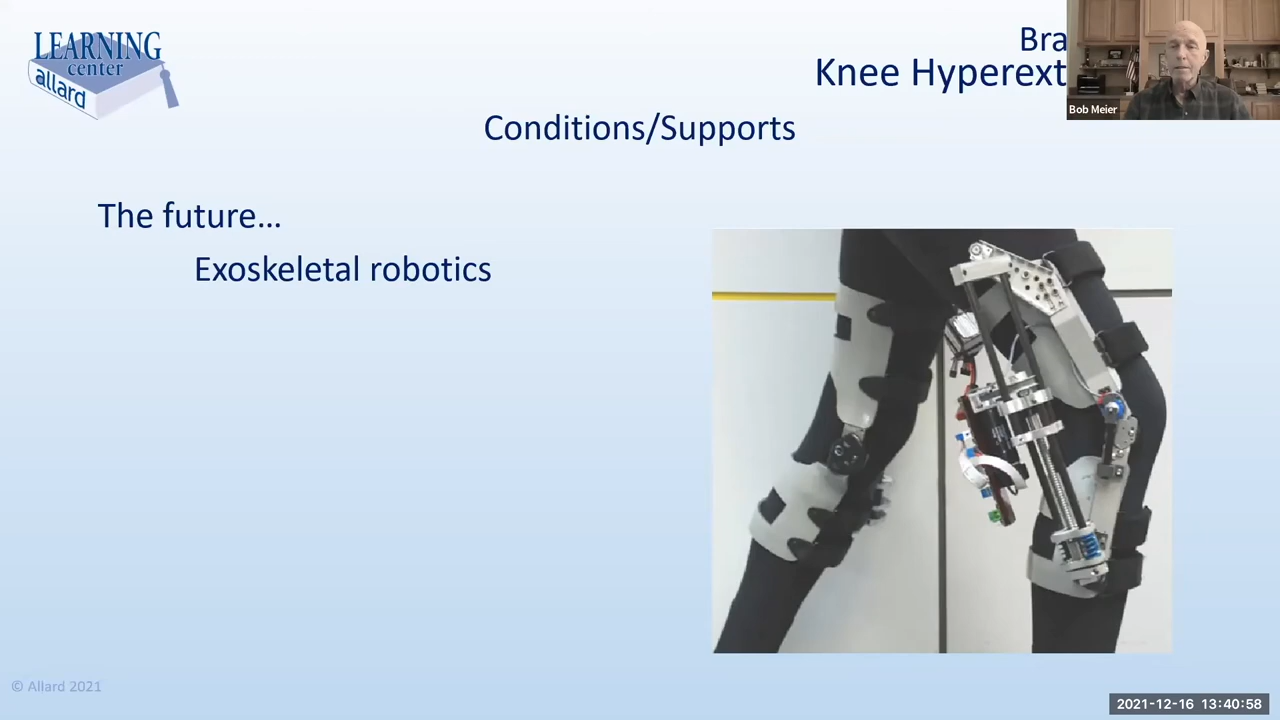 LEARNING
center
allard
Bra
Knee Hyperext
Bob Meier
Conditions/Supports
The future...
Exoskeletal robotics
© Allard 2021
2021-12-16 13:40:58